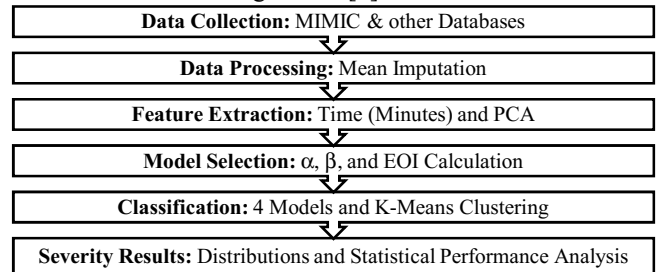 Data Collection: MIMIC & other Databases
Data Processing: Mean Imputation
Feature Extraction: Time (Minutes) and PCA
Model Selection: α, β, and EOI Calculation
Classification: 4 Models and K-Means Clustering
Severity Results: Distributions and Statistical Performance Analysis